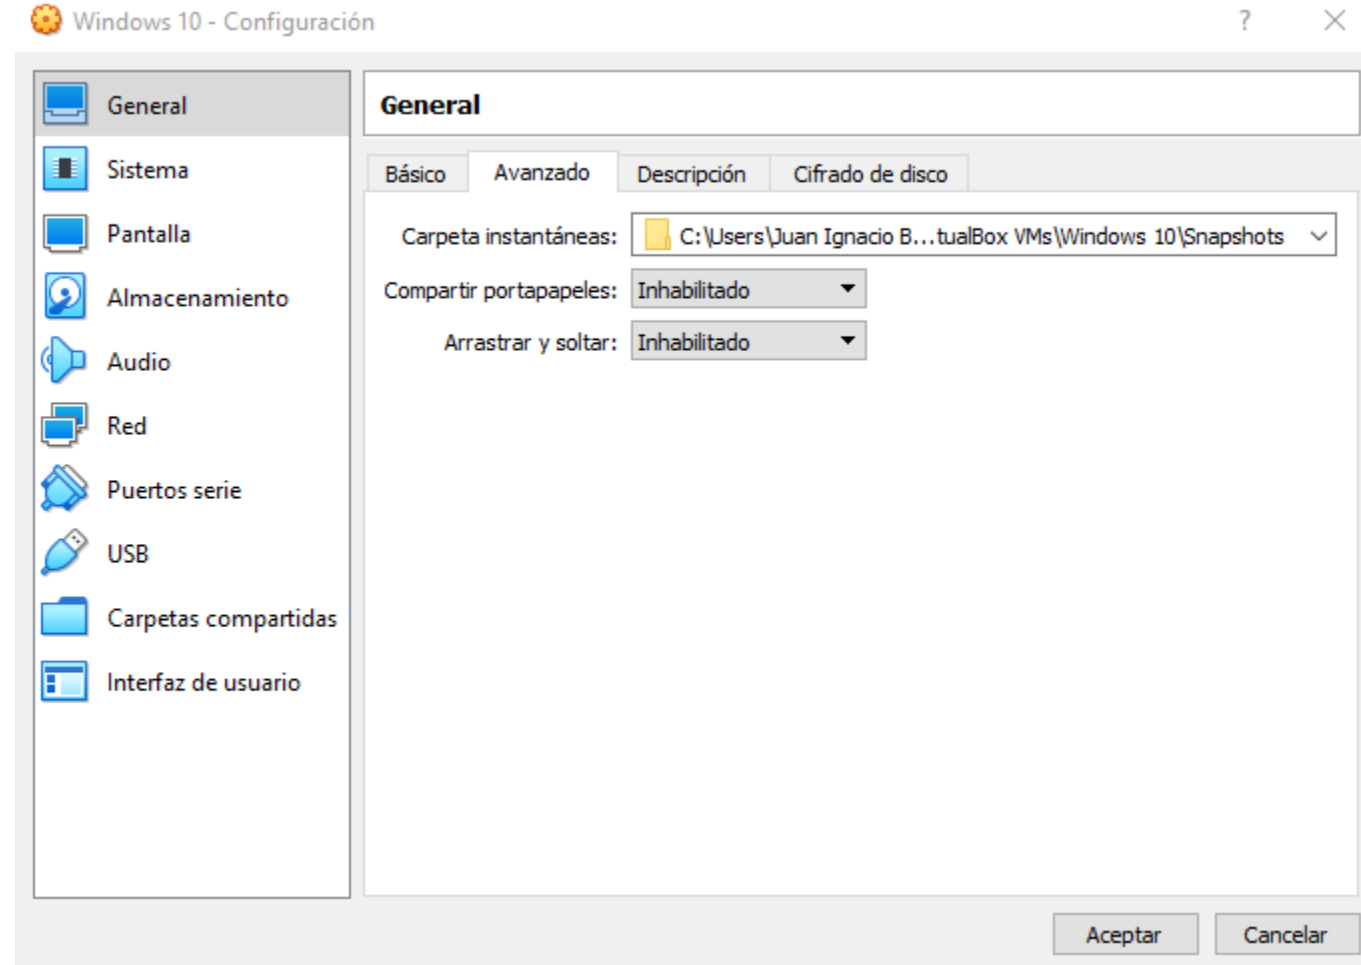 Windows 10 - Configuración
?
General
Sistema
Pantalla
Almacenamiento
Audio
Red
Puertos serie
USB
Carpetas compartidas
Interfaz de usuario
General
Básico Avanzado Descripción Cifrado de disco
Carpeta instantáneas: C:\Users\Juan Ignacio B...tualBox VMs\Windows 10\Snapshots
Compartir portapapeles: Inhabilitado
Arrastrar y soltar: Inhabilitado
Aceptar Cancelar